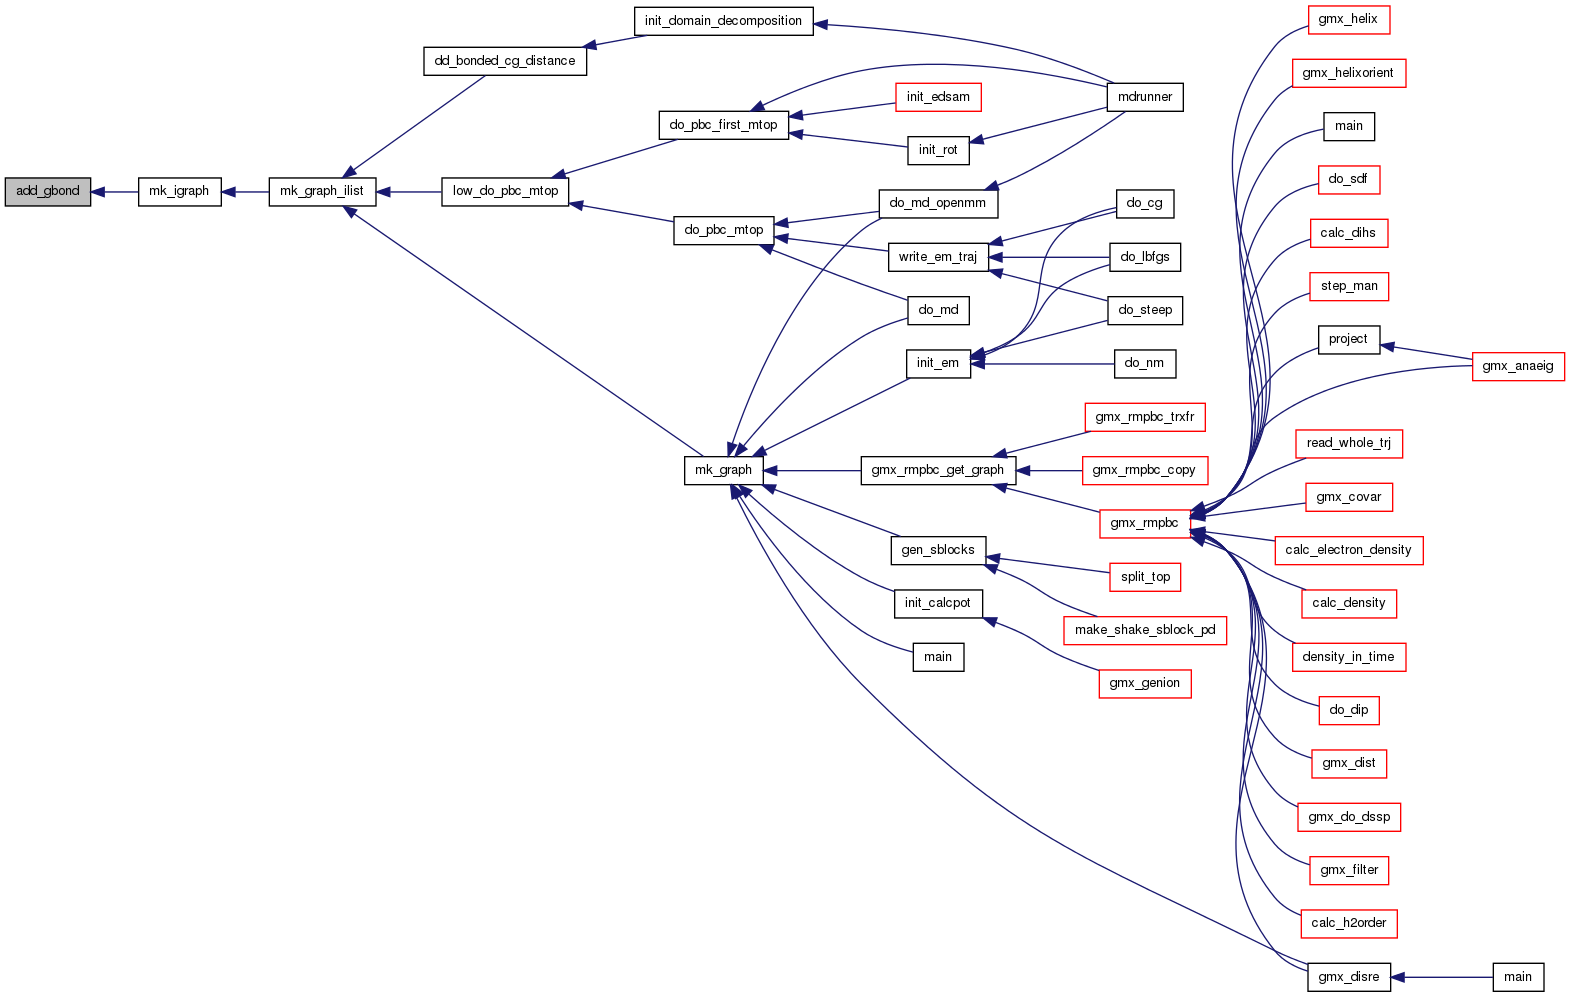 add_gbond
mk_igraph
mk_graph_ilist
dd_bonded_cg_distance
init_domain_decomposition
low_do_pbc_mtop
do_pbc_first_mtop
init_edsam
init_rot
mdrunner
do_pbc_mtop
do_md_openmm
write_em_traj
do_md
init_em
do_cg
do_lbfgs
do_steep
do_nm
mk_graph
gmx_rmpbc_get_graph
gmx_rmpbc_trxfr
gmx_rmpbc_copy
gmx_rmpbc
gen_sblocks
split_top
make_shake_sblock_pd
init_calcpot
gmx_genion
main
gmx_helix
gmx_helixorient
main
do_sdf
calc_dihs
step_man
project
gmx_anaeig
read_whole_trj
gmx_covar
calc_electron_density
calc_density
density_in_time
do_dip
gmx_dist
gmx_do_dssp
gmx_filter
calc_h2order
gmx_disre
main